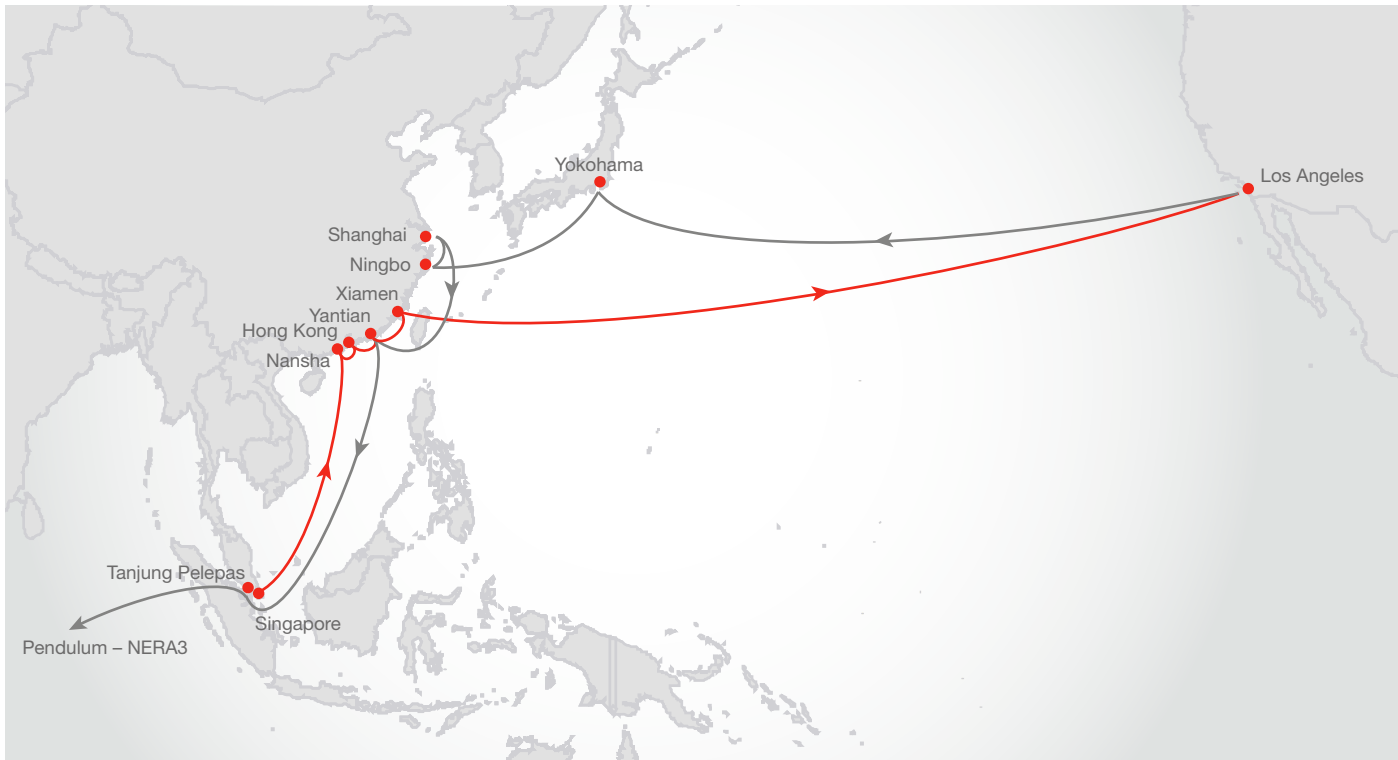 Yokohama
Los Angeles
Shanghai
Ningbo
Xiamen
Yantian
Hong Kong
Nansha
Tanjung Pelepas
Singapore
Pendulum – NERA3